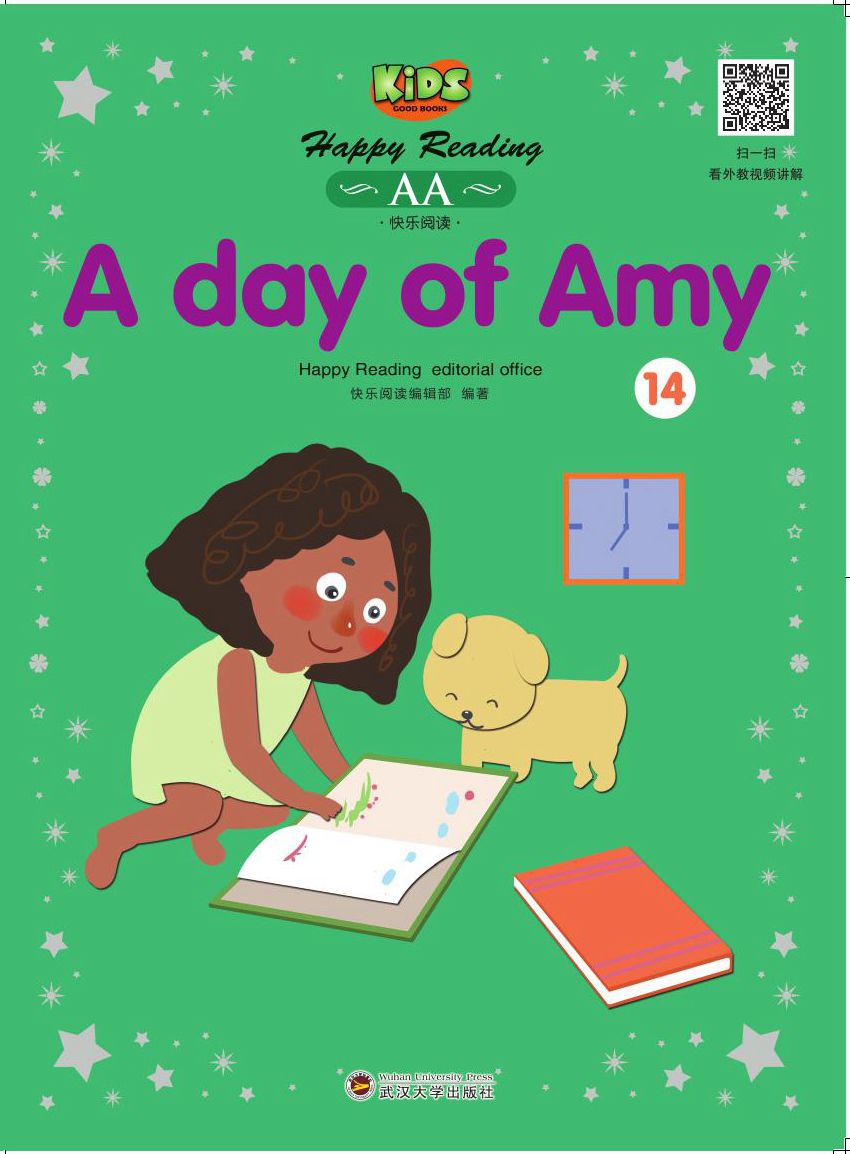 KiDS
GOOD BOOKS
Happy Reading
AA
·快乐阅读·
扫一扫
看外教视频讲解
A day of Amy
Happy Reading editorial office
快乐阅读编辑部 编著
14
Wuhan University Press
武汉大学出版社